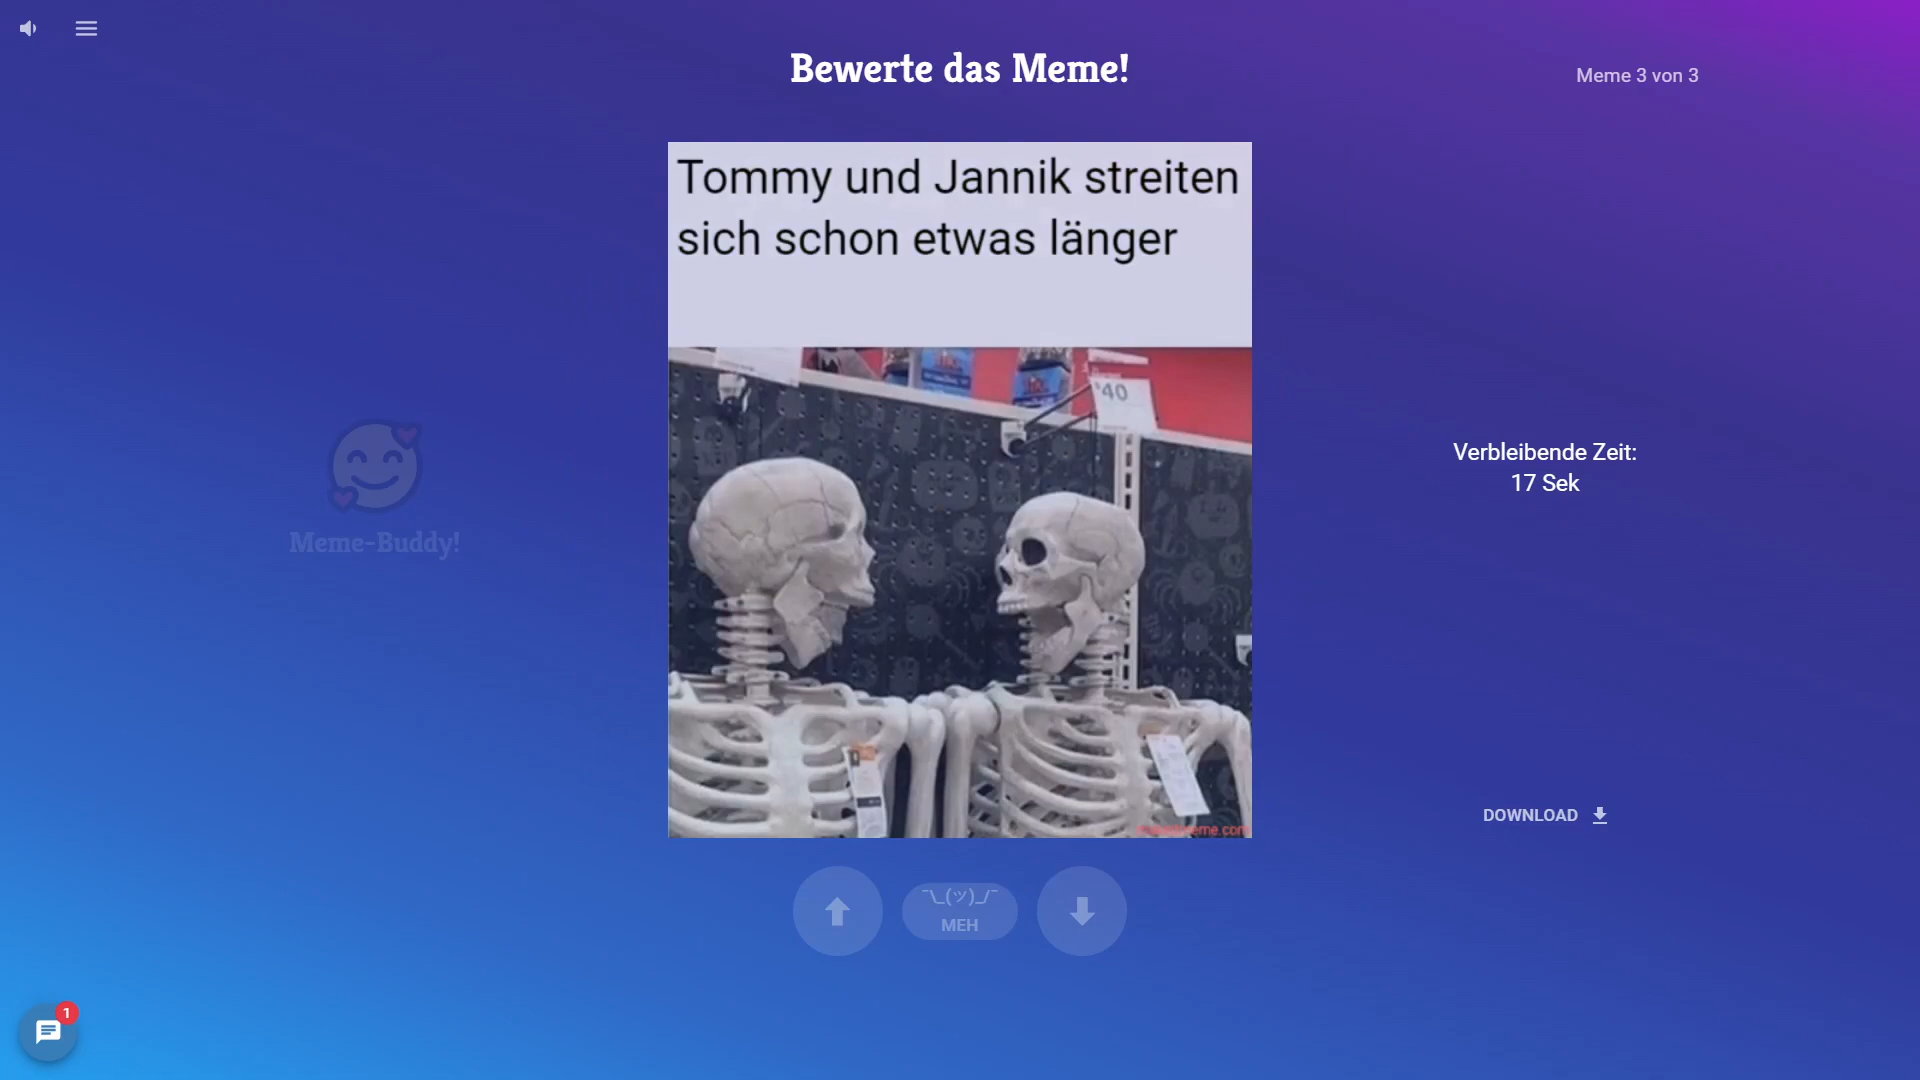 Bewerte das Meme!
Meme 3 von 3
Tommy und Jannik streiten
sich schon etwas länger
40
Meme-Buddy!
Verbleibende Zeit:
17 Sek
DOWNLOAD
¯\_(ツ)_/¯
MEH
1